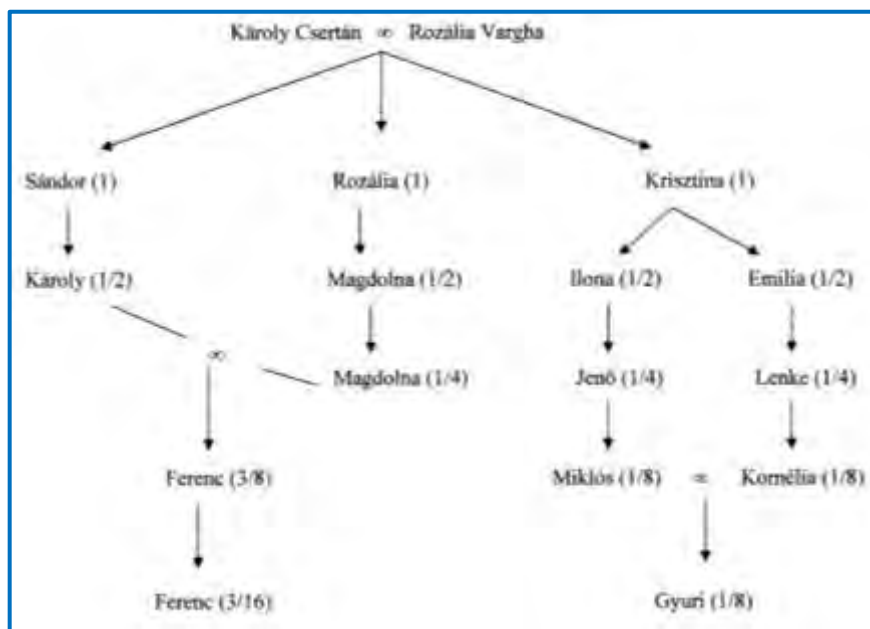 Károly Csertán ∞ Rozália Vargha
Sándor (1) Rozália (1) Krisztína (1)
Károly (1/2) Magdolna (1/2) Ilona (1/2) Emília (1/2)
∞
Magdolna (1/4) Jenő (1/4) Lenke (1/4)
Ferenc (3/8) Miklós (1/8) ∞ Kornélia (1/8)
Ferenc (3/16) Gyuri (1/8)